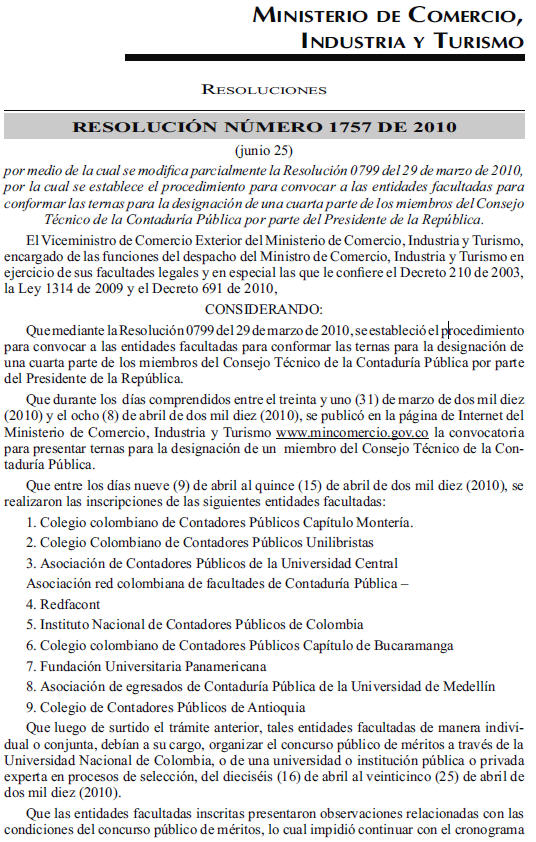 MINISTERIO DE COMERCIO,
INDUSTRIA Y TURISMO
RESOLUCIONES
RESOLUCIÓN NÚMERO 1757 DE 2010
(junio 25)
por medio de la cual se modifica parcialmente la Resolución 0799 del 29 de marzo de 2010,
por la cual se establece el procedimiento para convocar a las entidades facultadas para
conformar las ternas para la designación de una cuarta parte de los miembros del Consejo
Técnico de la Contaduría Pública por parte del Presidente de la República.
El Viceministro de Comercio Exterior del Ministerio de Comercio, Industria y Turismo,
encargado de las funciones del despacho del Ministro de Comercio, Industria y Turismo en
ejercicio de sus facultades legales y en especial las que le confiere el Decreto 210 de 2003,
la Ley 1314 de 2009 y el Decreto 691 de 2010,
CONSIDERANDO:
Que mediante la Resolución 0799 del 29 de marzo de 2010, se estableció el procedimiento
para convocar a las entidades facultadas para conformar las ternas para la designación de
una cuarta parte de los miembros del Consejo Técnico de la Contaduría Pública por parte
del Presidente de la República.
Que durante los días comprendidos entre el treinta y uno (31) de marzo de dos mil diez
(2010) y el ocho (8) de abril de dos mil diez (2010), se publicó en la página de Internet del
Ministerio de Comercio, Industria y Turismo www.mincomercio.gov.co la convocatoria
para presentar ternas para la designación de un miembro del Consejo Técnico de la Con-
taduría Pública.
Que entre los días nueve (9) de abril al quince (15) de abril de dos mil diez (2010), se
realizaron las inscripciones de las siguientes entidades facultadas:
1. Colegio colombiano de Contadores Públicos Capítulo Montería.
2. Colegio Colombiano de Contadores Públicos Unilibristas
3. Asociación de Contadores Públicos de la Universidad Central
Asociación red colombiana de facultades de Contaduría Pública –
4. Redfacont
5. Instituto Nacional de Contadores Públicos de Colombia
6. Colegio colombiano de Contadores Públicos Capítulo de Bucaramanga
7. Fundación Universitaria Panamericana
8. Asociación de egresados de Contaduría Pública de la Universidad de Medellín
9. Colegio de Contadores Públicos de Antioquia
Que luego de surtido el trámite anterior, tales entidades facultadas de manera indivi-
dual o conjunta, debían a su cargo, organizar el concurso público de méritos a través de la
Universidad Nacional de Colombia, o de una universidad o institución pública o privada
experta en procesos de selección, del dieciséis (16) de abril al veinticinco (25) de abril de
dos mil diez (2010).
Que las entidades facultadas inscritas presentaron observaciones relacionadas con las
condiciones del concurso público de méritos, lo cual impidió continuar con el cronograma